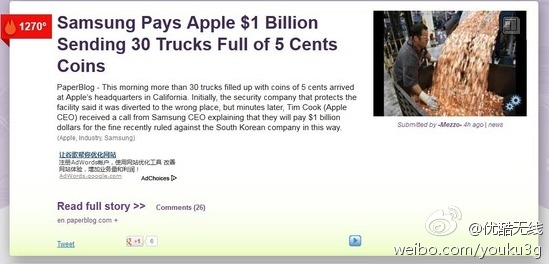 1270°
Samsung Pays Apple $1 Billion
Sending 30 Trucks Full of 5 Cents
Coins
PaperBlog - This morning more than 30 trucks filled up with coins of 5 cents arrived
at Apple's headquarters in California. Initially, the security company that protects the
facility said it was diverted to the wrong place, but minutes later, Tim Cook (Apple
CEO) received a call from Samsung CEO explaining that they will pay $1 billion
dollars for the fine recently ruled against the South Korean company in this way.
(Apple, Industry, Samsung)
Submitted by -Mezzo- 4h ago | news
让谷歌帮你优化网站
注册AdWords帐户，使用网站优化工具 改善
网站体验，增加业务量和利润！
AdWords.google.com
AdChoices
Read full story >> Comments (26)
en.paperblog.com +
Tweet
+1 6
@优酷无线
weibo.com/youku3g